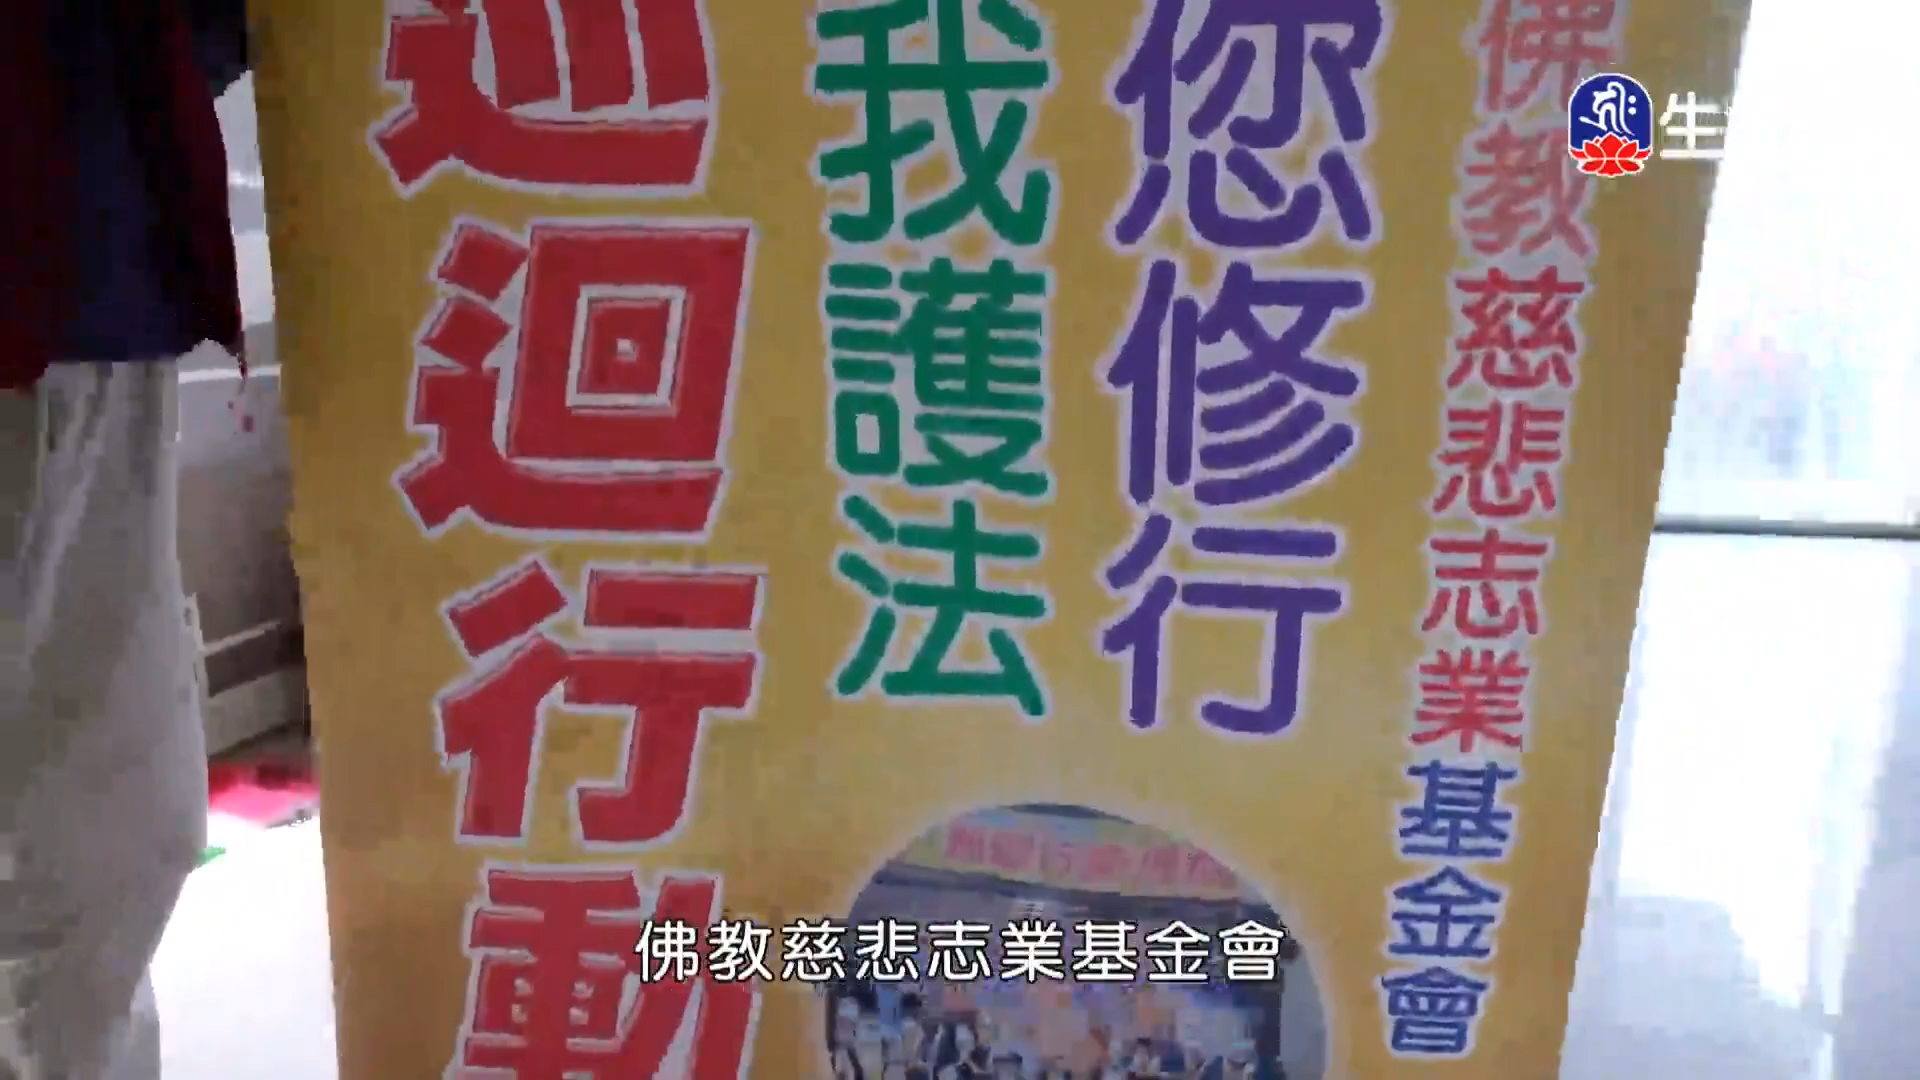 佛教慈悲志業基金會
您修行
我護法
巡迴行動
生
佛教慈悲志業基金會